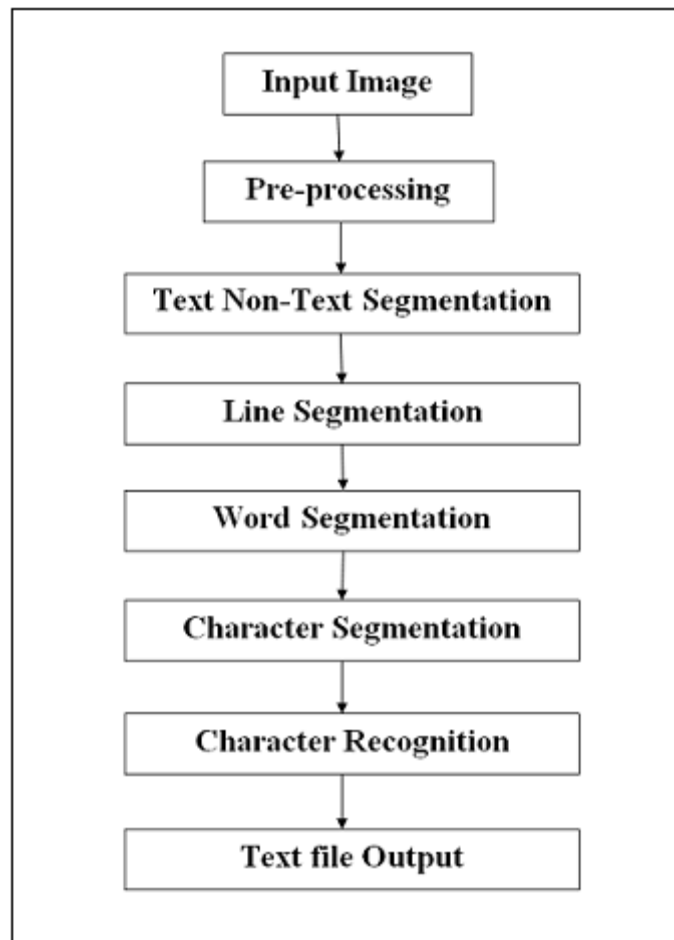 Input Image
Pre-processing
Text Non-Text Segmentation
Line Segmentation
Word Segmentation
Character Segmentation
Character Recognition
Text file Output